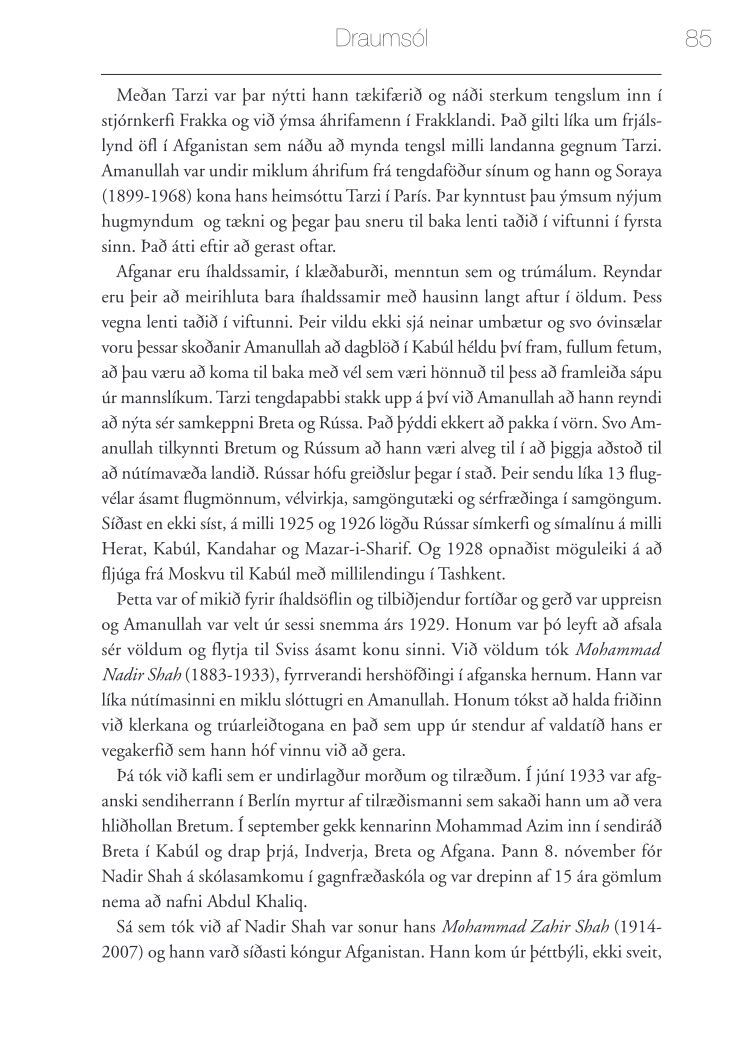 Draumsól 85
Meðan Tarzi var þar nýtti hann tækifærið og náði sterkum tengslum inn í
stjórnkerfi Frakka og við ýmsa áhrifamenn í Frakklandi. Það gilti líka um frjáls-
lynd öfl í Afganistan sem náðu að mynda tengsl milli landanna gegnum Tarzi.
Amanullah var undir miklum áhrifum frá tengdaföður sínum og hann og Soraya
(1899-1968) kona hans heimsóttu Tarzi í París. Þar kynntust þau ýmsum nýjum
hugmyndum og tækni og þegar þau sneru til baka lenti taðið í viftunni í fyrsta
sinn. Það átti eftir að gerast oftar.
Afganar eru íhaldssamir, í klæðaburði, menntun sem og trúmálum. Reyndar
eru þeir að meirihluta bara íhaldssamir með hausinn langt aftur í öldum. Þess
vegna lenti taðið í viftunni. Þeir vildu ekki sjá neinar umbætur og svo óvinsælar
voru þessar skoðanir Amanullah að dagblöð í Kabúl héldu því fram, fullum fetum,
að þau væru að koma til baka með vél sem væri hönnuð til þess að framleiða sápu
úr mannslíkum. Tarzi tengdapabbi stakk upp á því við Amanullah að hann reyndi
að nýta sér samkeppni Breta og Rússa. Það þýddi ekkert að pakka í vörn. Svo Am-
anullah tilkynnti Bretum og Rússum að hann væri alveg til í að þiggja aðstoð til
að nútímavæða landið. Rússar hófu greiðslur þegar í stað. Þeir sendu líka 13 flug-
vélar ásamt flugmönnum, vélvirkja, samgöngutæki og sérfræðinga í samgöngum.
Síðast en ekki síst, á milli 1925 og 1926 lögðu Rússar símkerfi og símalínu á milli
Herat, Kabúl, Kandahar og Mazar-i-Sharif. Og 1928 opnaðist möguleiki á að
fljúga frá Moskvu til Kabúl með millilendingu í Tashkent.
Þetta var of mikið fyrir íhaldsöflin og tilbiðjendur fortíðar og gerð var uppreisn
og Amanullah var velt úr sessi snemma árs 1929. Honum var þó leyft að afsala
sér völdum og flytja til Sviss ásamt konu sinni. Við völdum tók Mohammad
Nadir Shah (1883-1933), fyrrverandi hershöfðingi í afganska hernum. Hann var
líka nútímasinni en miklu slóttugri en Amanullah. Honum tókst að halda friðinn
við klerkana og trúarleiðtogana en það sem upp úr stendur af valdatíð hans er
vegakerfið sem hann hóf vinnu við að gera.
Þá tók við kafli sem er undirlagður morðum og tilræðum. Í júní 1933 var afg-
anski sendiherrann í Berlín myrtur af tilræðismanni sem sakaði hann um að vera
hliðhollan Bretum. Í september gekk kennarinn Mohammad Azim inn í sendiráð
Breta í Kabúl og drap þrjá, Indverja, Breta og Afgana. Þann 8. nóvember fór
Nadir Shah á skólasamkomu í gagnfræðaskóla og var drepinn af 15 ára gömlum
nema að nafni Abdul Khaliq.
Sá sem tók við af Nadir Shah var sonur hans Mohammad Zahir Shah (1914-
2007) og hann varð síðasti kóngur Afganistan. Hann kom úr þéttbýli, ekki sveit,